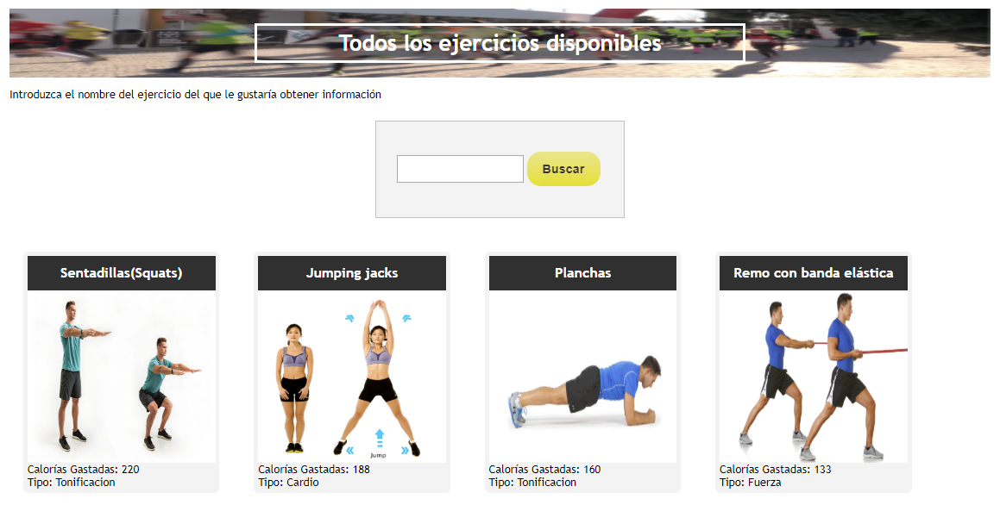 Todos los ejercicios disponibles
Introduzca el nombre del ejercicio del que le gustaría obtener información
Buscar
Sentadillas(Squats)
Calorías Gastadas: 220
Tipo: Tonificacion
Jumping jacks
Jump
Calorías Gastadas: 188
Tipo: Cardio
Planchas
Calorías Gastadas: 160
Tipo: Tonificacion
Remo con banda elástica
Calorías Gastadas: 133
Tipo: Fuerza